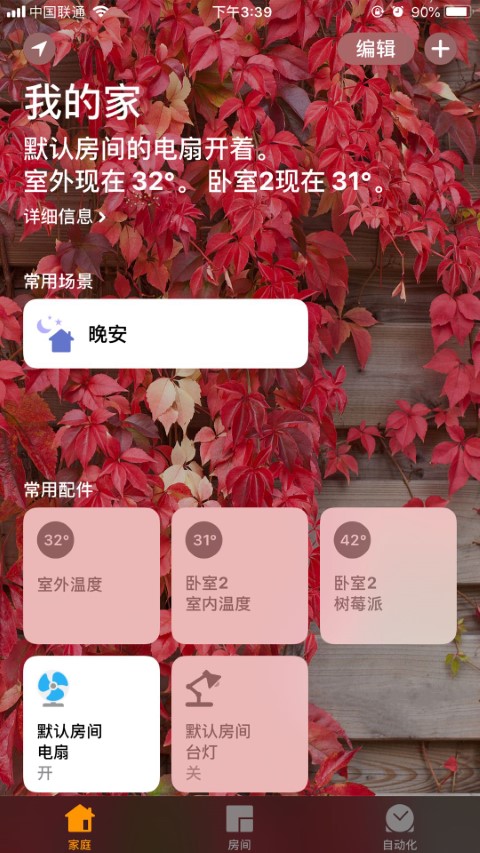 中国联通 下午3:39 90%
编辑
我的家
默认房间的电扇开着。
室外现在 32°。卧室2现在 31°。
详细信息
常用场景
晚安
常用配件
32°
室外温度
31°
卧室2
室内温度
42°
卧室2
树莓派
默认房间
电扇
开
默认房间
台灯
关
家庭 房间 自动化